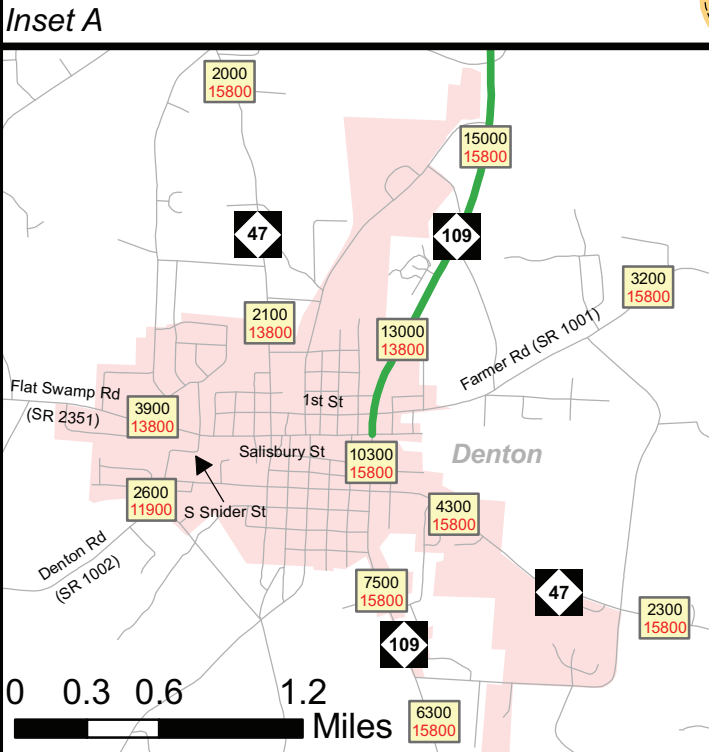 Inset A
2000
15800
15000
15800
47
109
3200
15800
2100
13800
13000
13800
Farmer Rd (SR 1001)
Flat Swamp Rd
(SR 2351)
3900
13800
1st St
Salisbury St
10300
15800
Denton
2600
11900
S Snider St
4300
15800
Denton Rd
(SR 1002)
7500
15800
47
2300
15800
109
0 0.3 0.6 1.2
Miles
6300
15800